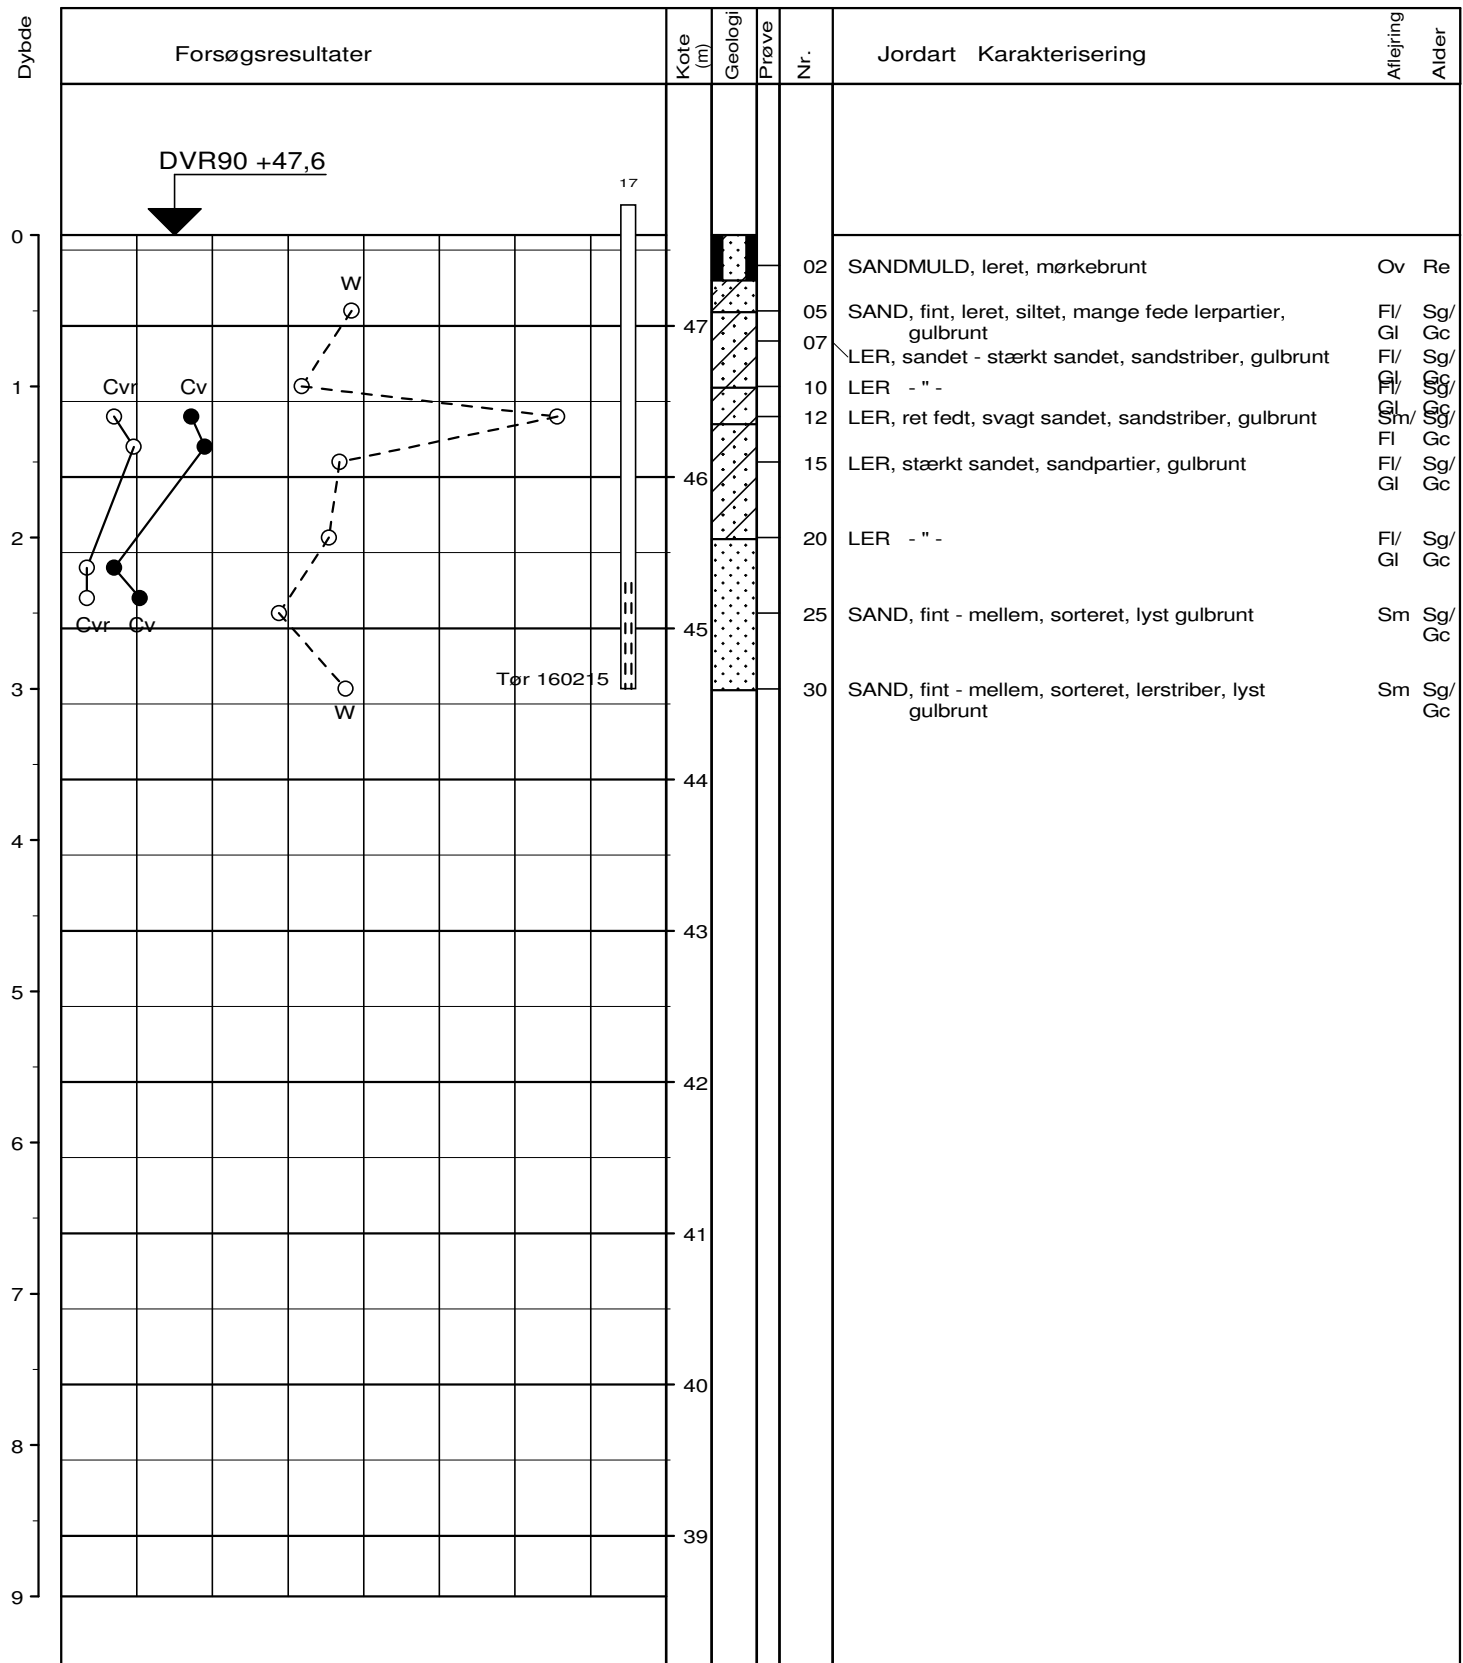 Dybde
Forsøgsresultater
Kote (m)
Geologi
Prøve
Nr.
Jordart Karakterisering
Aflejring
Alder
DVR90 +47,6
17
0
02 SANDMULD, leret, mørkebrunt Ov Re
W
05 SAND, fint, leret, siltet, mange fede lerpartier, Fl/ Sg/
47
gulbrunt Gl Gc
07
LER, sandet - stærkt sandet, sandstriber, gulbrunt Fl/ Sg/
Gl Gc
1
Cvr Cv
10 LER - " - Fl/ Sg/
Gl Gc
12 LER, ret fedt, svagt sandet, sandstriber, gulbrunt Sm/ Sg/
Fl Gc
15 LER, stærkt sandet, sandpartier, gulbrunt Fl/ Sg/
46
Gl Gc
2
20 LER - " - Fl/ Sg/
Gl Gc
25 SAND, fint - mellem, sorteret, lyst gulbrunt Sm Sg/
Cvr Cv
45
Gc
Tør 160215
3
30 SAND, fint - mellem, sorteret, lerstriber, lyst Sm Sg/
W
gulbrunt Gc
44
4
43
5
42
6
41
7
40
8
39
9